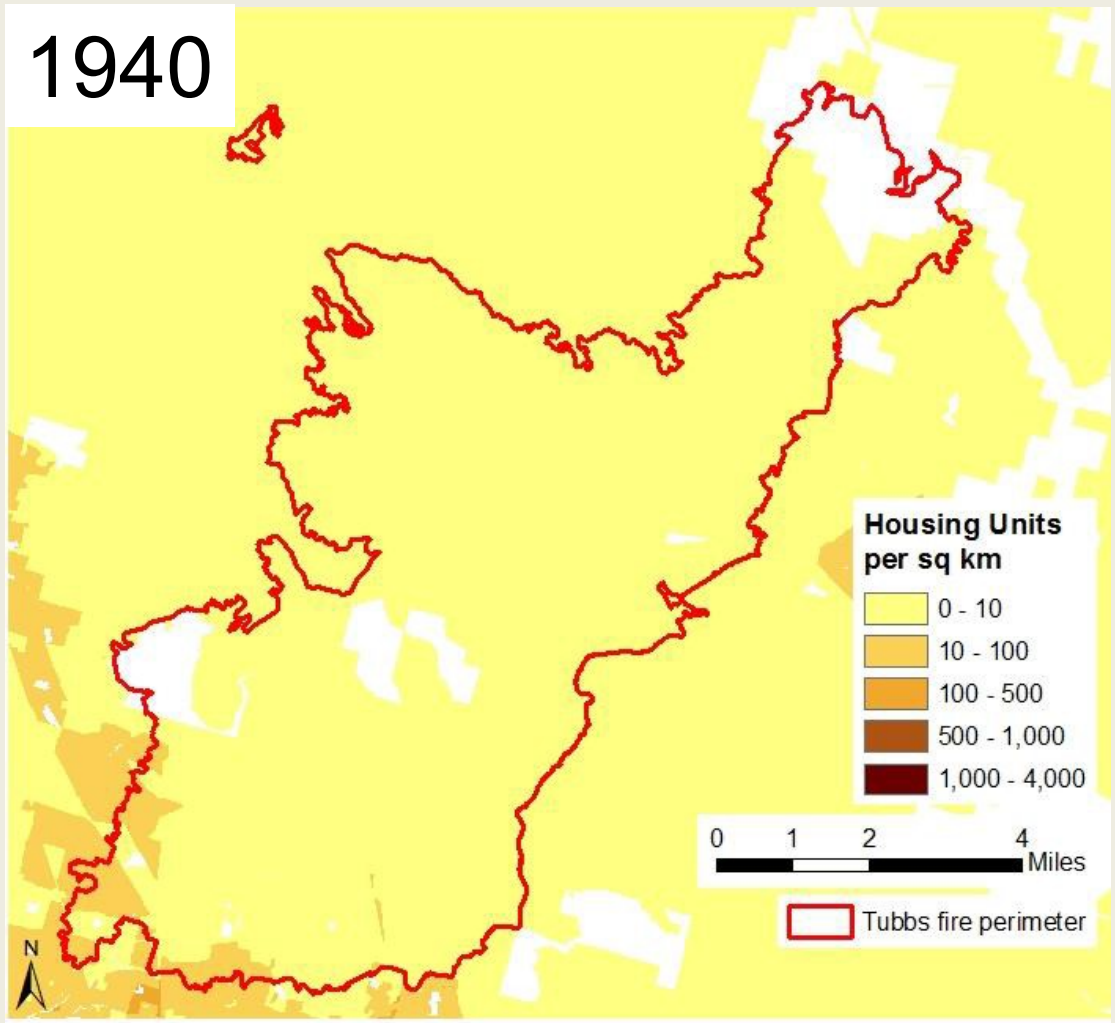 1940
Housing Units
per sq km
0 - 10
10 - 100
100 - 500
500 - 1,000
1,000 - 4,000
0 1 2 4
Miles
Tubbs fire perimeter
N